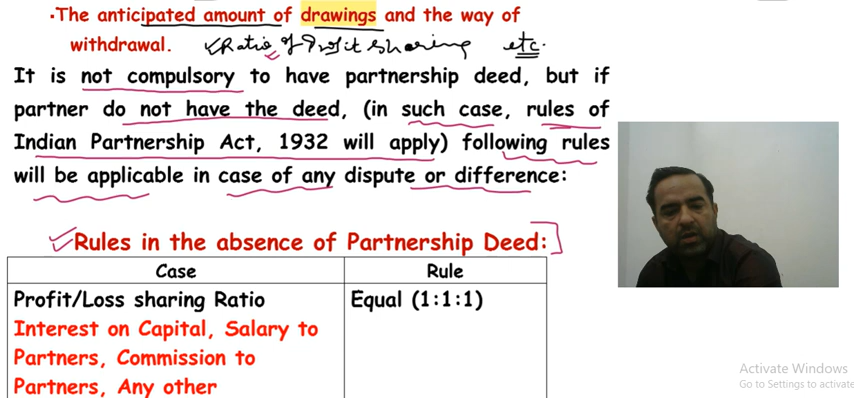 ·The anticipated amount of drawings and the way of
withdrawal. ✓Ratio of Profit Sharing etc.
It is not compulsory to have partnership deed, but if
partner do not have the deed, (in such case, rules of
Indian Partnership Act, 1932 will apply) following rules
will be applicable in case of any dispute or difference:
✓Rules in the absence of Partnership Deed:]
Case Rule
Profit/Loss sharing Ratio Equal (1:1:1)
Interest on Capital, Salary to
Partners, Commission to
Partners, Any other
Activate Windows
Go to Settings to activate